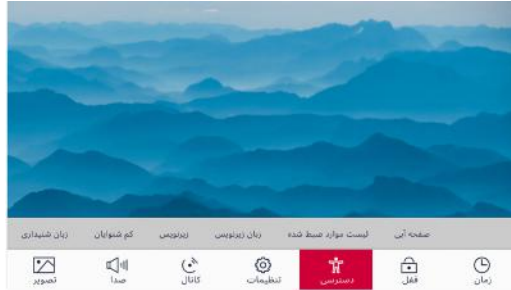 صفحه آبی لیست موارد ضبط شده زبان زیرنویس زیرنویس کم شنوایان زبان شنیداری
زمان قفل دسترسی تنظیمات کانال صدا تصویر